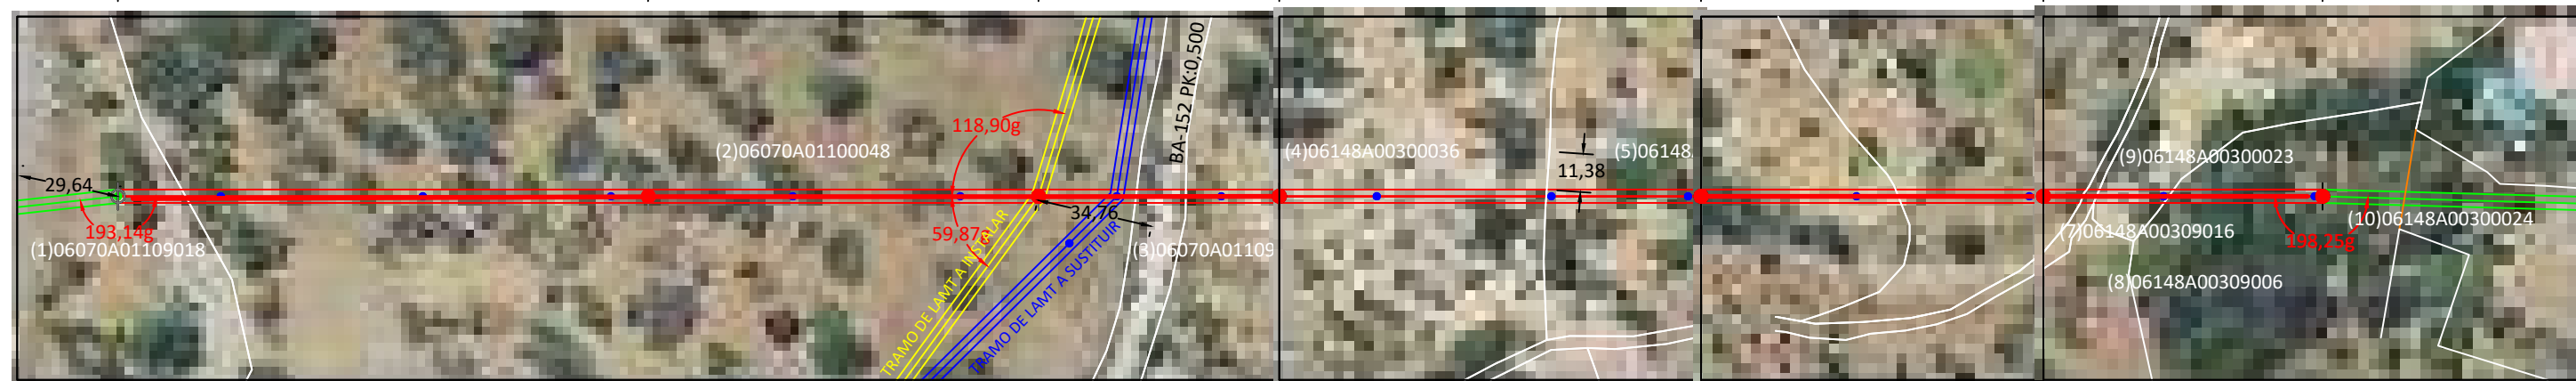 29,64
193,14g
(1)06070A01109018
(2)06070A01100048
118,90g
59,87g
TRAMO DE LAMT A INSTALAR
TRAMO DE LAMT A SUSTITUIR
34,76
BA-152 PK:0,500
(3)06070A01109
(4)06148A00300036
11,38
(5)06148
(9)06148A00300023
(7)06148A00309016
(8)06148A00309006
198,25g
(10)06148A00300024